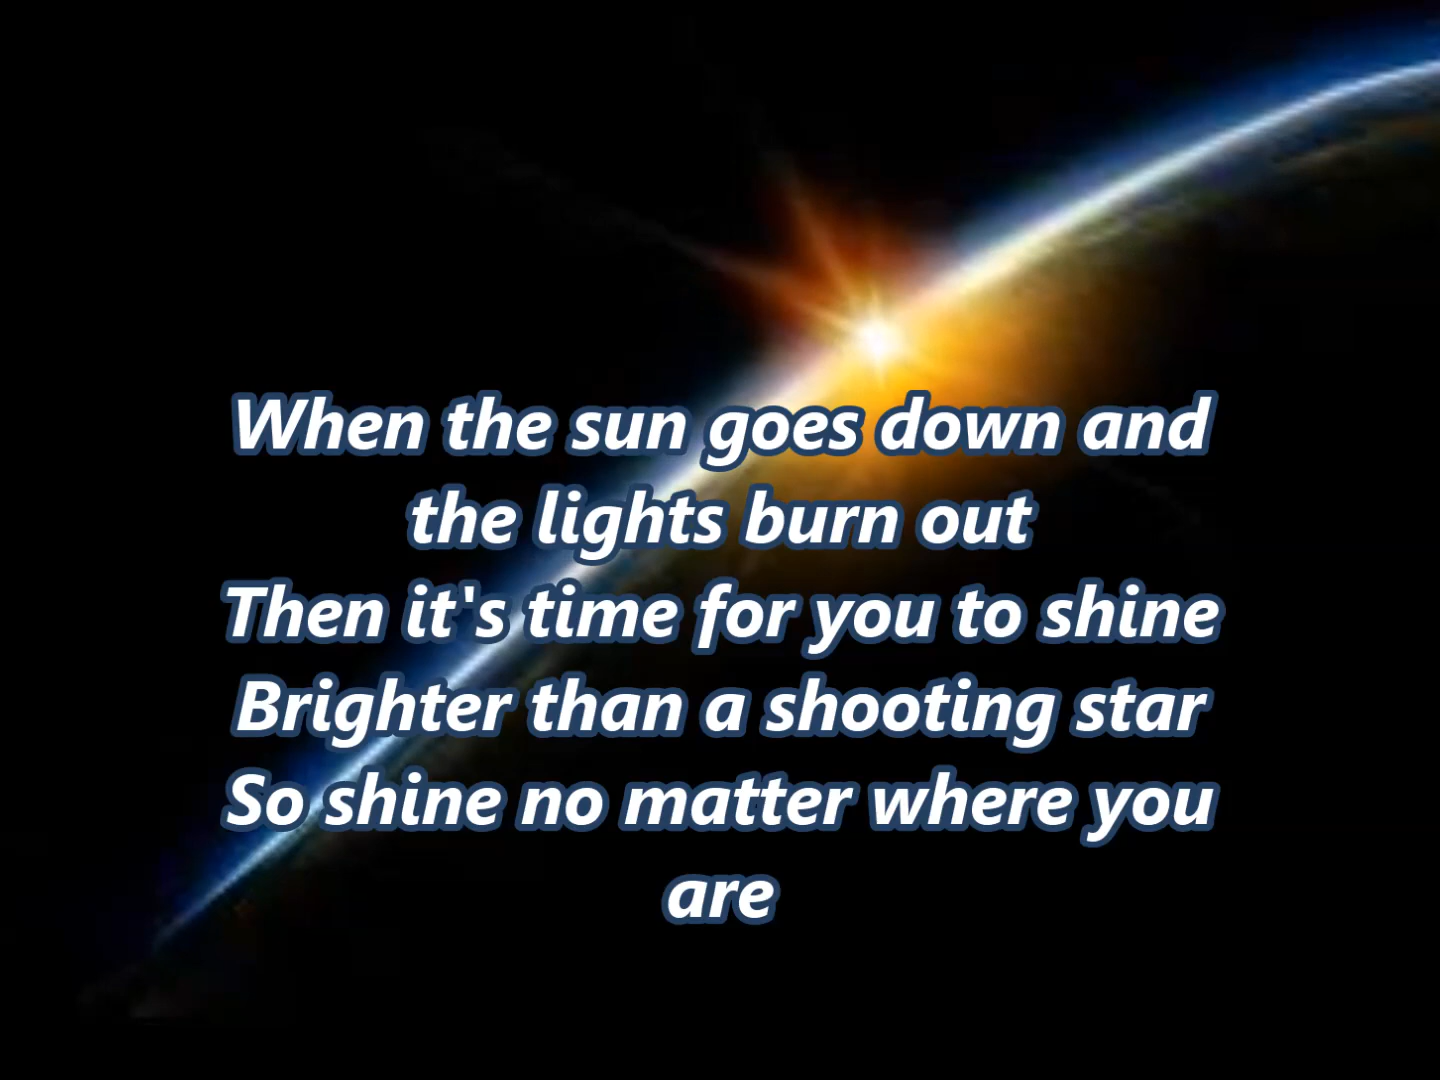 When the sun goes down and
the lights burn out
Then it's time for you to shine
Brighter than a shooting star
So shine no matter where you
are